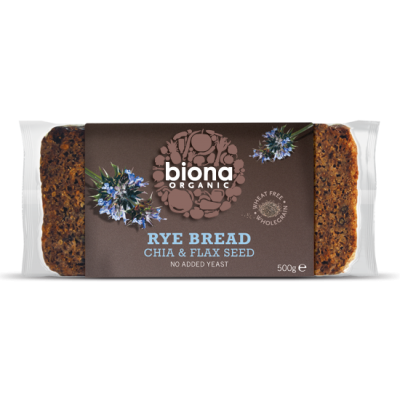 biona
ORGANIC
WHEAT FREE
WHOLEGRAIN
RYE BREAD
CHIA & FLAX SEED
NO ADDED YEAST
500g e